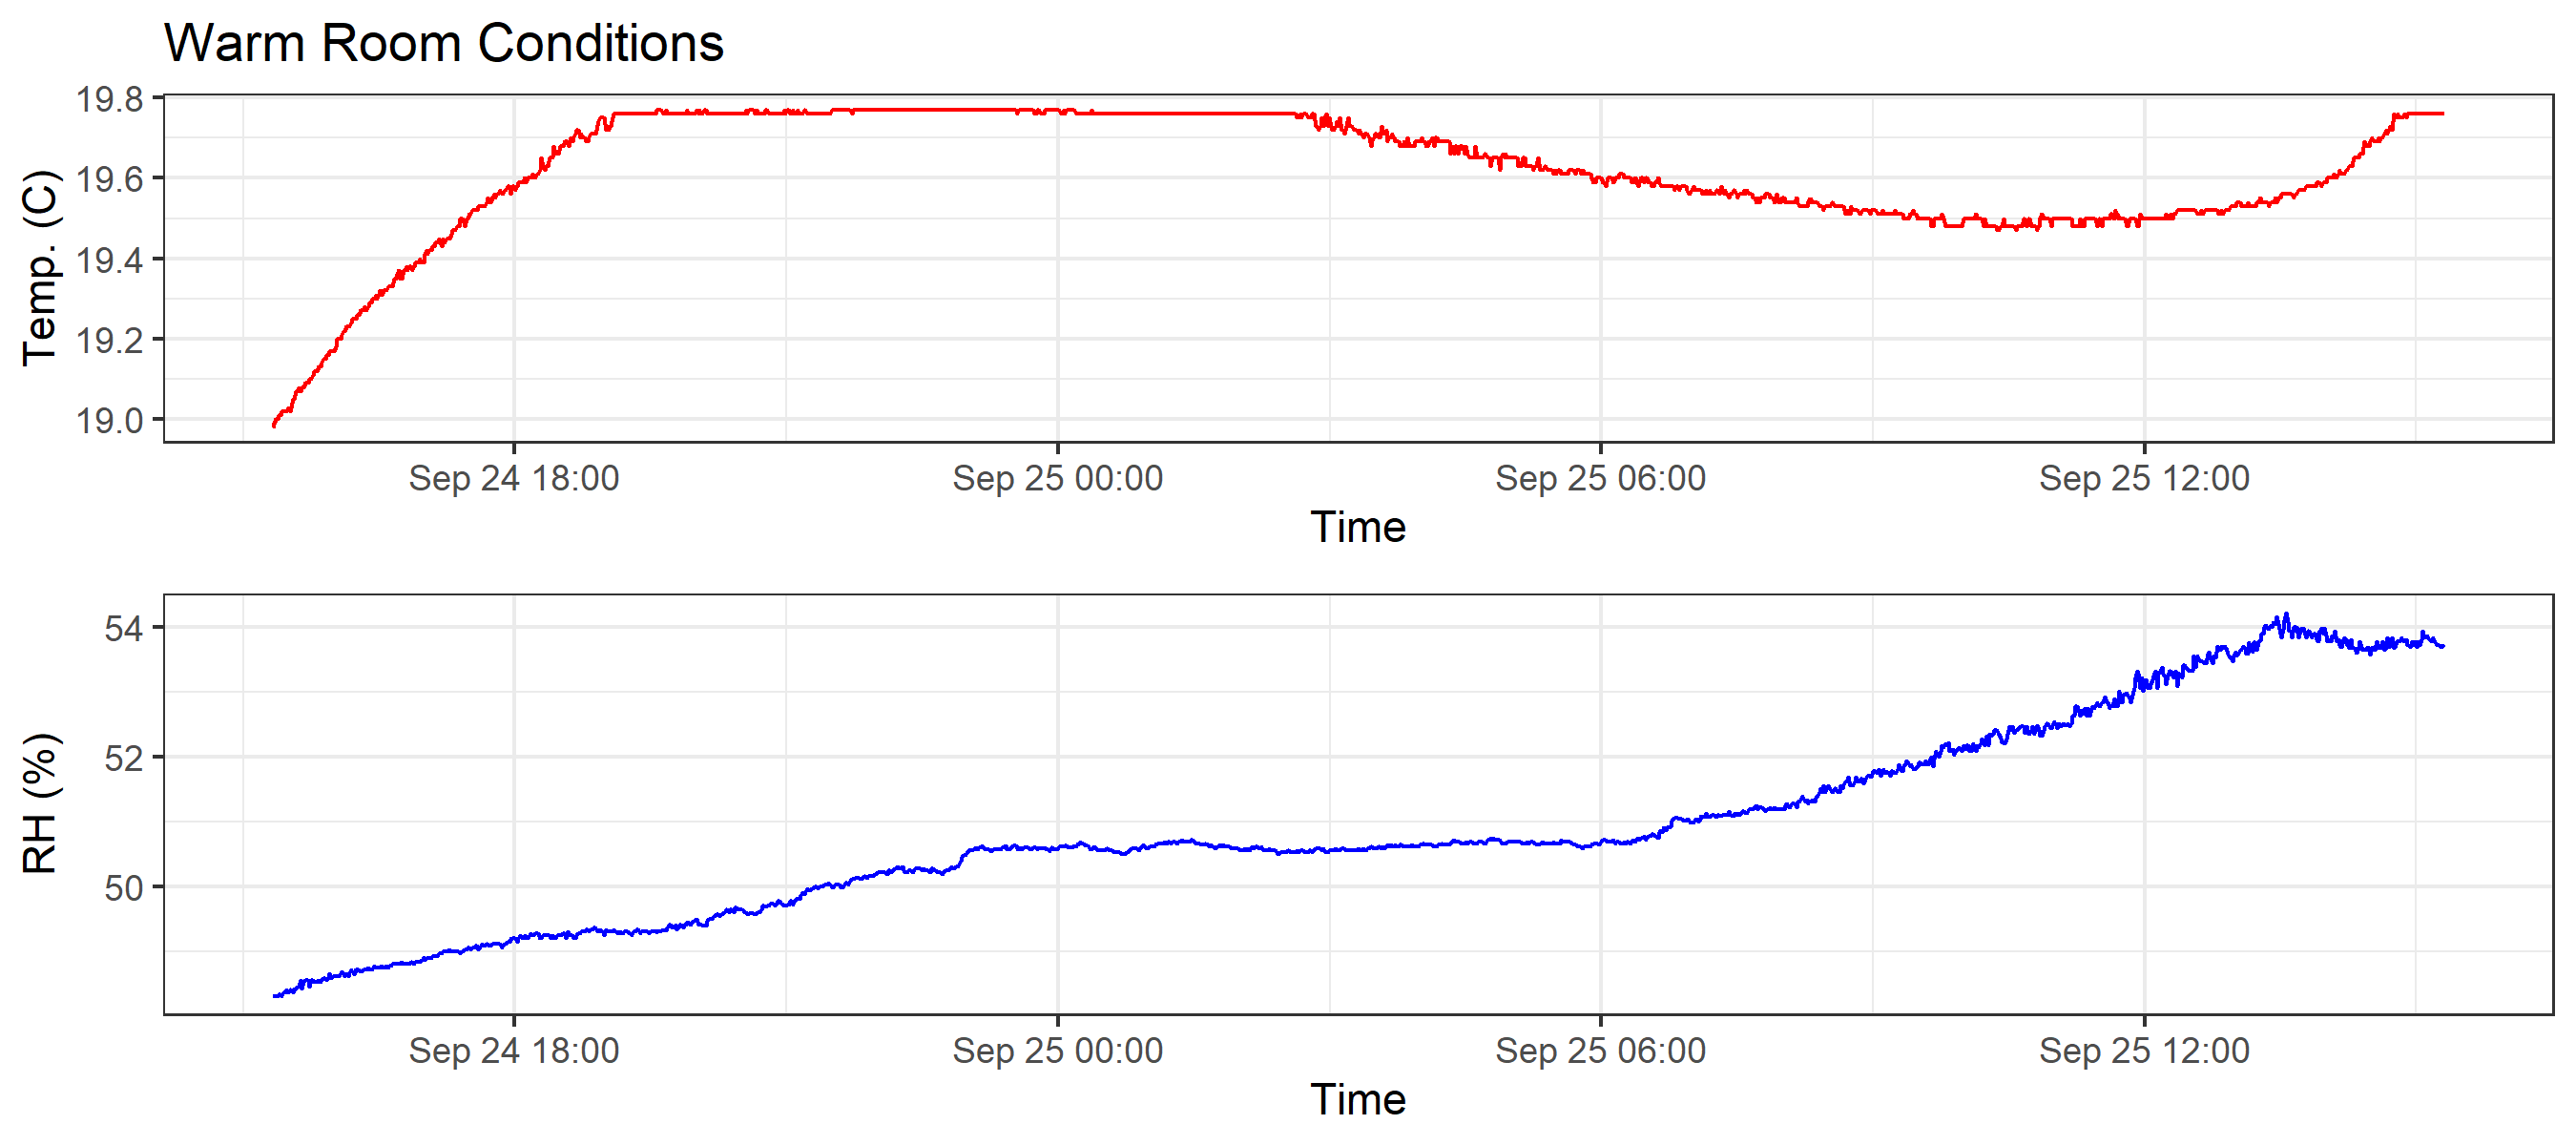 Warm Room Conditions
19.8
19.6
19.4
19.2
19.0
Temp. (C)
Sep 24 18:00 Sep 25 00:00 Sep 25 06:00 Sep 25 12:00
Time
54
52
50
RH (%)
Sep 24 18:00 Sep 25 00:00 Sep 25 06:00 Sep 25 12:00
Time